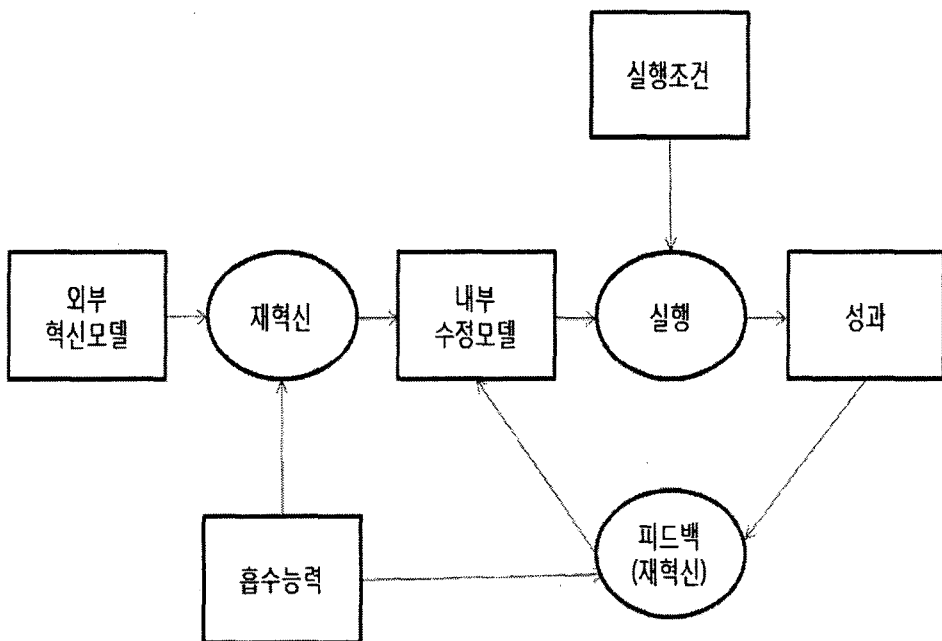 실행조건
외부
혁신모델
재혁신
내부
수정모델
실행
성과
흡수능력
피드백
(재혁신)